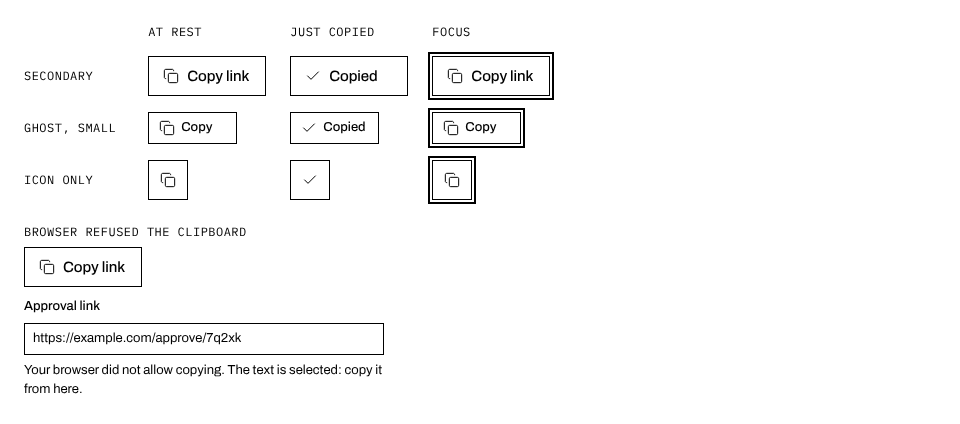 AT REST JUST COPIED FOCUS
SECONDARY Copy link Copied Copy link
GHOST, SMALL Copy Copied Copy
ICON ONLY
BROWSER REFUSED THE CLIPBOARD
Copy link
Approval link
https://example.com/approve/7q2xk
Your browser did not allow copying. The text is selected: copy it
from here.